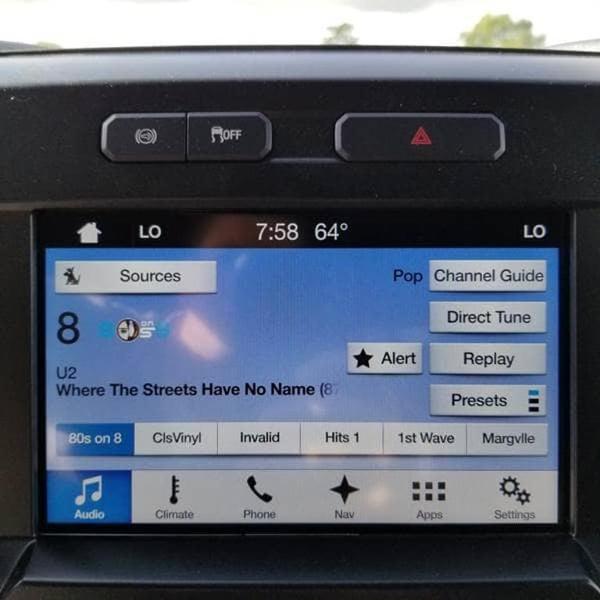 OFF
LO 7:58 64° LO
Sources Pop Channel Guide
8 on 8
Direct Tune
Alert Replay
U2
Where The Streets Have No Name (8
Presets
80s on 8 ClsVinyl Invalid Hits 1 1st Wave Margvlle
Audio Climate Phone Nav Apps Settings